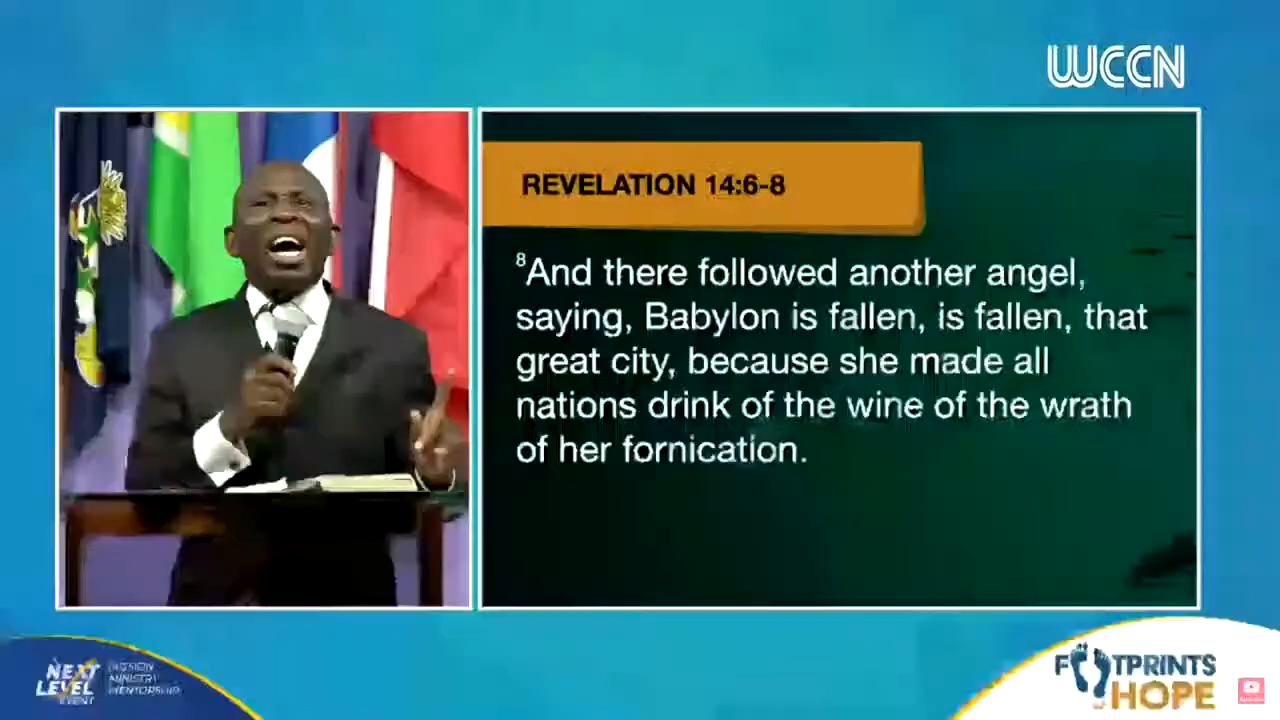 WCCN
REVELATION 14:6-8
8And there followed another angel,
saying, Babylon is fallen, is fallen, that
great city, because she made all
nations drink of the wine of the wrath
of her fornication.
NEXT
LEVEL
EVENT
MINISTRY
MENTORSHIP
FOOTPRINTS
of HOPE